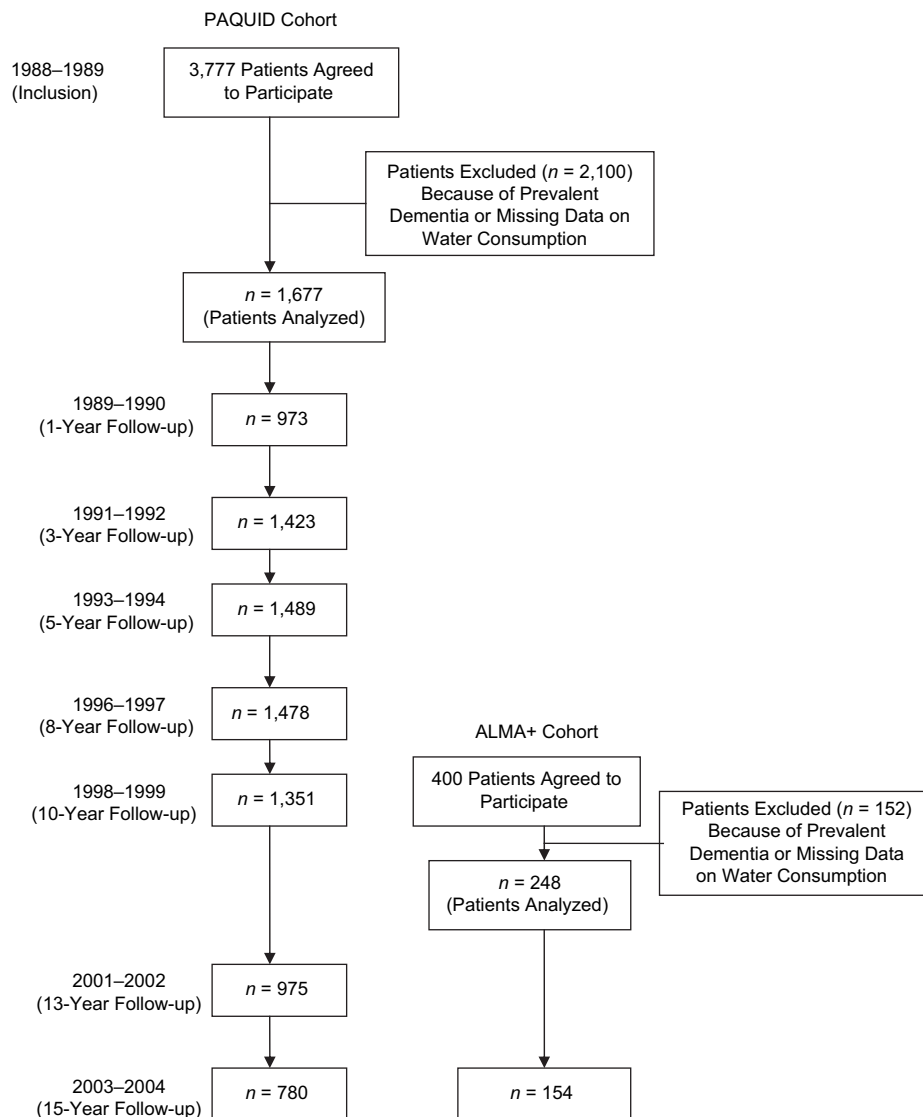 PAQUID Cohort
1988–1989
(Inclusion)
3,777 Patients Agreed
to Participate
Patients Excluded (n = 2,100)
Because of Prevalent
Dementia or Missing Data on
Water Consumption
n = 1,677
(Patients Analyzed)
1989–1990
(1-Year Follow-up)
n = 973
1991–1992
(3-Year Follow-up)
n = 1,423
1993–1994
(5-Year Follow-up)
n = 1,489
1996–1997
(8-Year Follow-up)
n = 1,478
ALMA+ Cohort
1998–1999
(10-Year Follow-up)
n = 1,351
400 Patients Agreed to
Participate
Patients Excluded (n = 152)
Because of Prevalent
Dementia or Missing Data
on Water Consumption
n = 248
(Patients Analyzed)
2001–2002
(13-Year Follow-up)
n = 975
2003–2004
(15-Year Follow-up)
n = 780
n = 154